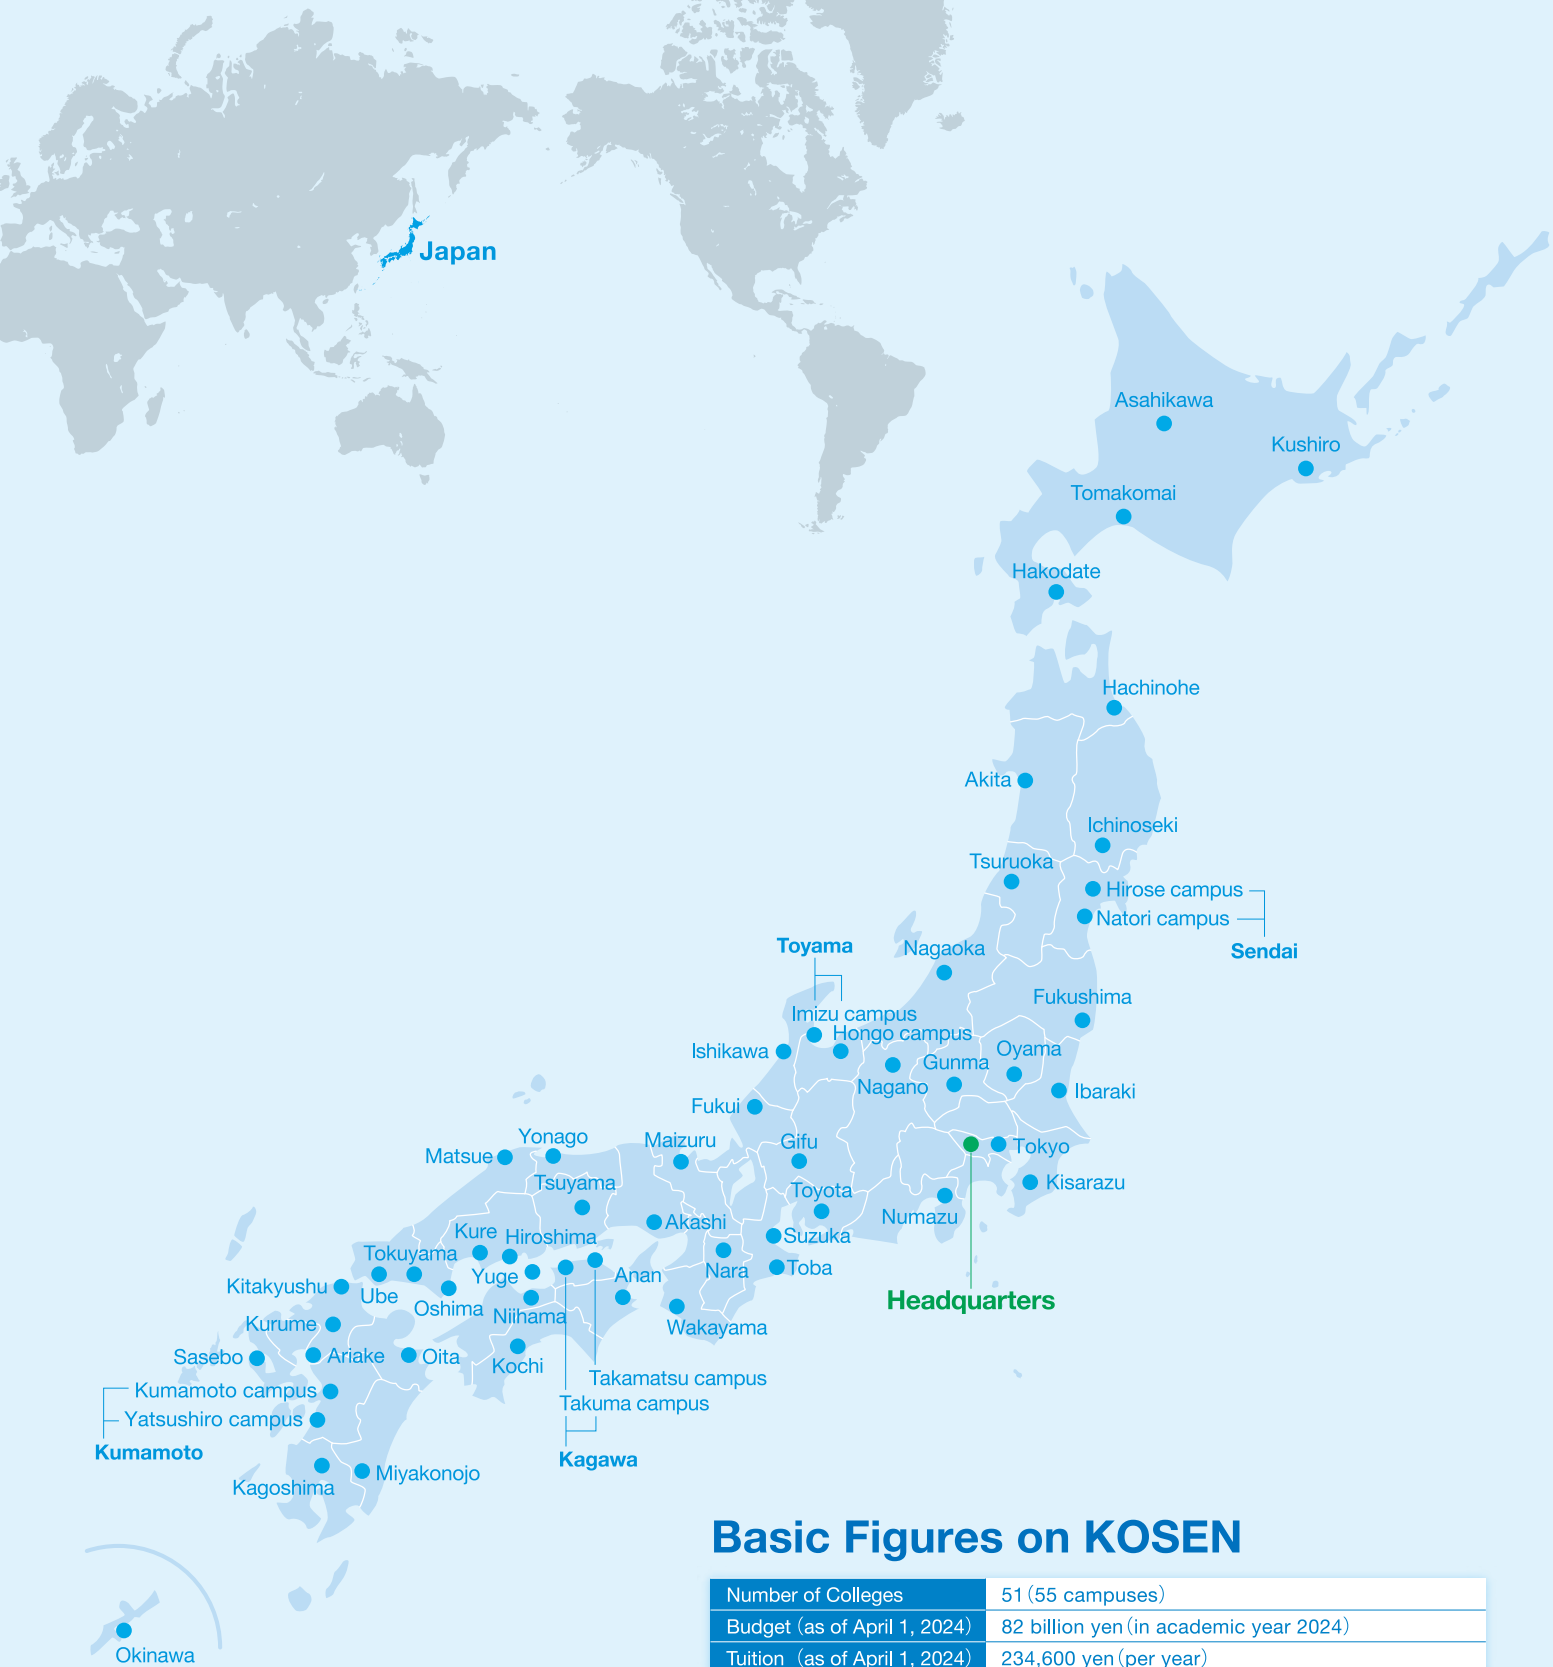 Japan
Asahikawa
Kushiro
Tomakomai
Hakodate
Hachinohe
Akita
Ichinoseki
Tsuruoka
Hirose campus
Natori campus
Sendai
Toyama
Nagaoka
Fukushima
Imizu campus
Hongo campus
Ishikawa
Oyama
Gunma
Nagano
Ibaraki
Fukui
Yonago
Matsue
Maizuru
Gifu
Tokyo
Tsuyama
Toyota
Kisarazu
Numazu
Akashi
Kure
Hiroshima
Suzuka
Tokuyama
Yuge
Anan
Nara
Toba
Kitakyushu
Ube
Oshima
Niihama
Headquarters
Kurume
Wakayama
Sasebo
Ariake
Oita
Kochi
Takamatsu campus
Kumamoto campus
Takuma campus
Yatsushiro campus
Kumamoto
Kagawa
Kagoshima
Miyakonojo
Okinawa
Basic Figures on KOSEN
Number of Colleges 51 (55 campuses)
Budget (as of April 1, 2024) 82 billion yen (in academic year 2024)
Tuition (as of April 1, 2024) 234,600 yen (per year)